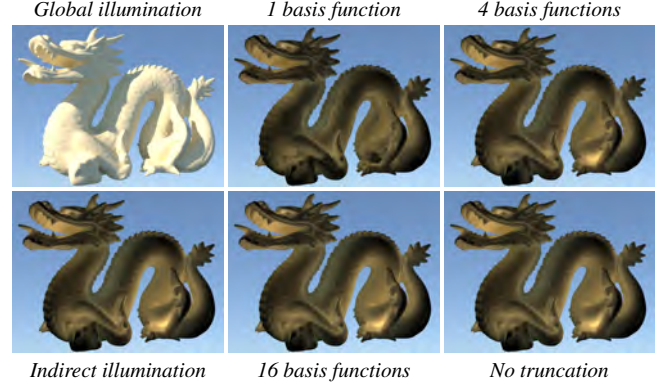 Global illumination
1 basis function
4 basis functions
Indirect illumination
16 basis functions
No truncation